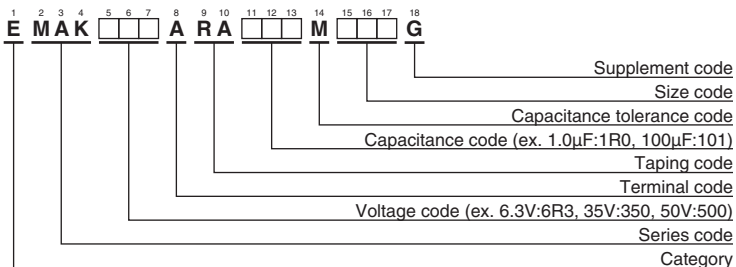 1 2 3 4 5 6 7 8 9 10 11 12 13 14 15 16 17 18
E MAK □□□ A RA □□□ M □□□ G
Supplement code
Size code
Capacitance tolerance code
Capacitance code (ex. 1.0μF:1R0, 100μF:101)
Taping code
Terminal code
Voltage code (ex. 6.3V:6R3, 35V:350, 50V:500)
Series code
Category